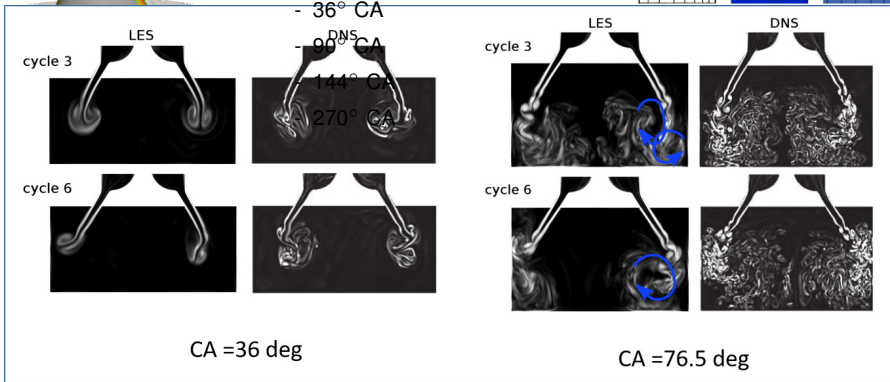 - 36° CA
- 90° CA
- 144° CA
- 270° CA
LES
DNS
cycle 3
cycle 6
CA =36 deg
LES
DNS
cycle 3
cycle 6
CA =76.5 deg